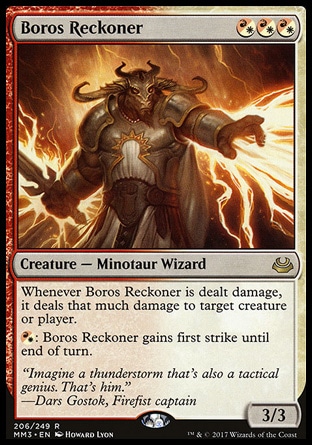 Boros Reckoner
Creature — Minotaur Wizard
Whenever Boros Reckoner is dealt damage,
it deals that much damage to target creature
or player.
: Boros Reckoner gains first strike until
end of turn.
“Imagine a thunderstorm that’s also a tactical
genius. That’s him.”
—Dars Gostok, Firefist captain
3/3
206/249 R
MM3 • EN Howard Lyon
™ & © 2017 Wizards of the Coast